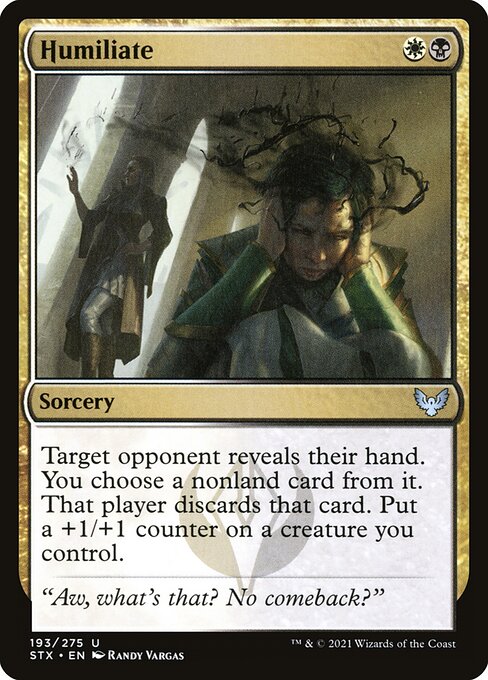 Humiliate
Sorcery
Target opponent reveals their hand.
You choose a nonland card from it.
That player discards that card. Put
a +1/+1 counter on a creature you
control.
“Aw, what’s that? No comeback?”
193/275 U
™ & © 2021 Wizards of the Coast
STX • EN Randy Vargas